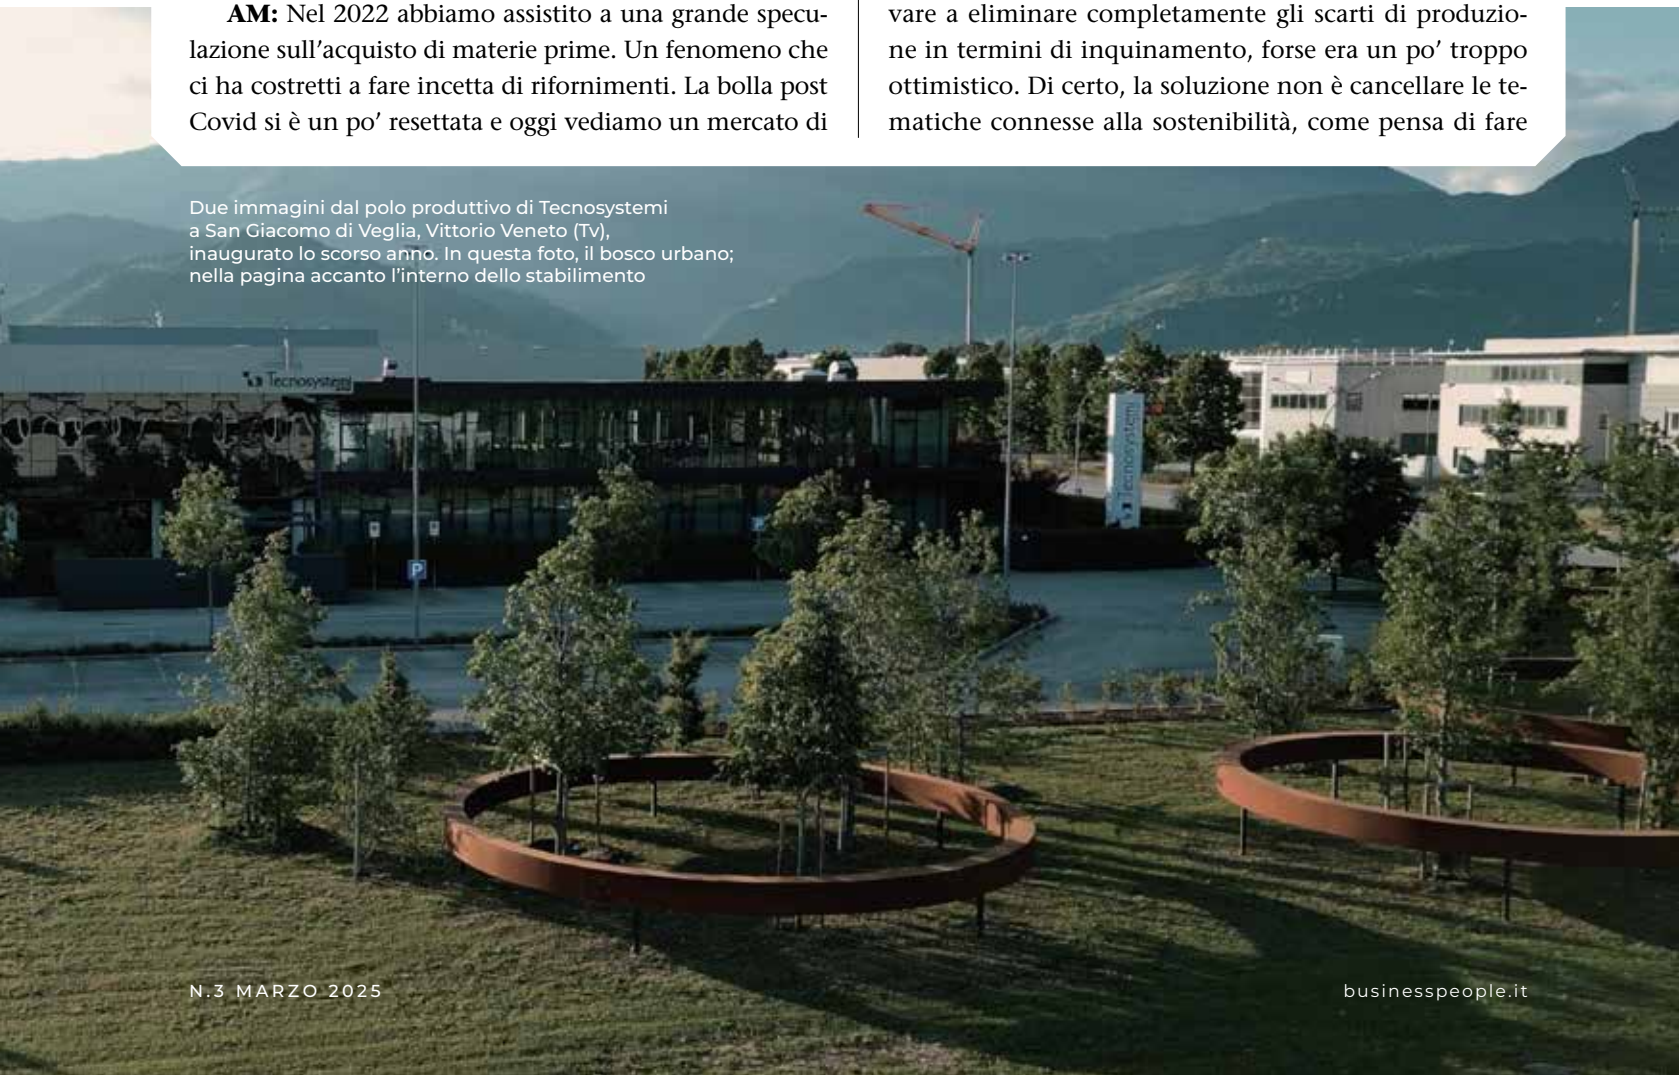 AM: Nel 2022 abbiamo assistito a una grande specu-
lazione sull’acquisto di materie prime. Un fenomeno che
ci ha costretti a fare incetta di rifornimenti. La bolla post
Covid si è un po’ resettata e oggi vediamo un mercato di
vare a eliminare completamente gli scarti di produzio-
ne in termini di inquinamento, forse era un po’ troppo
ottimistico. Di certo, la soluzione non è cancellare le te-
matiche connesse alla sostenibilità, come pensa di fare
Due immagini dal polo produttivo di Tecnosystemi
a San Giacomo di Veglia, Vittorio Veneto (Tv),
inaugurato lo scorso anno. In questa foto, il bosco urbano;
nella pagina accanto l’interno dello stabilimento
Tecnosystemi
Tecnosystemi
P
P
N.3 MARZO 2025
businesspeople.it